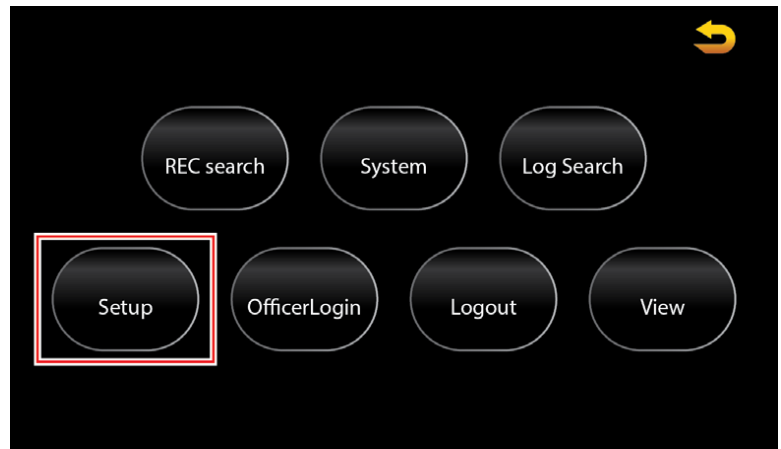 REC search
System
Log Search
Setup
OfficerLogin
Logout
View